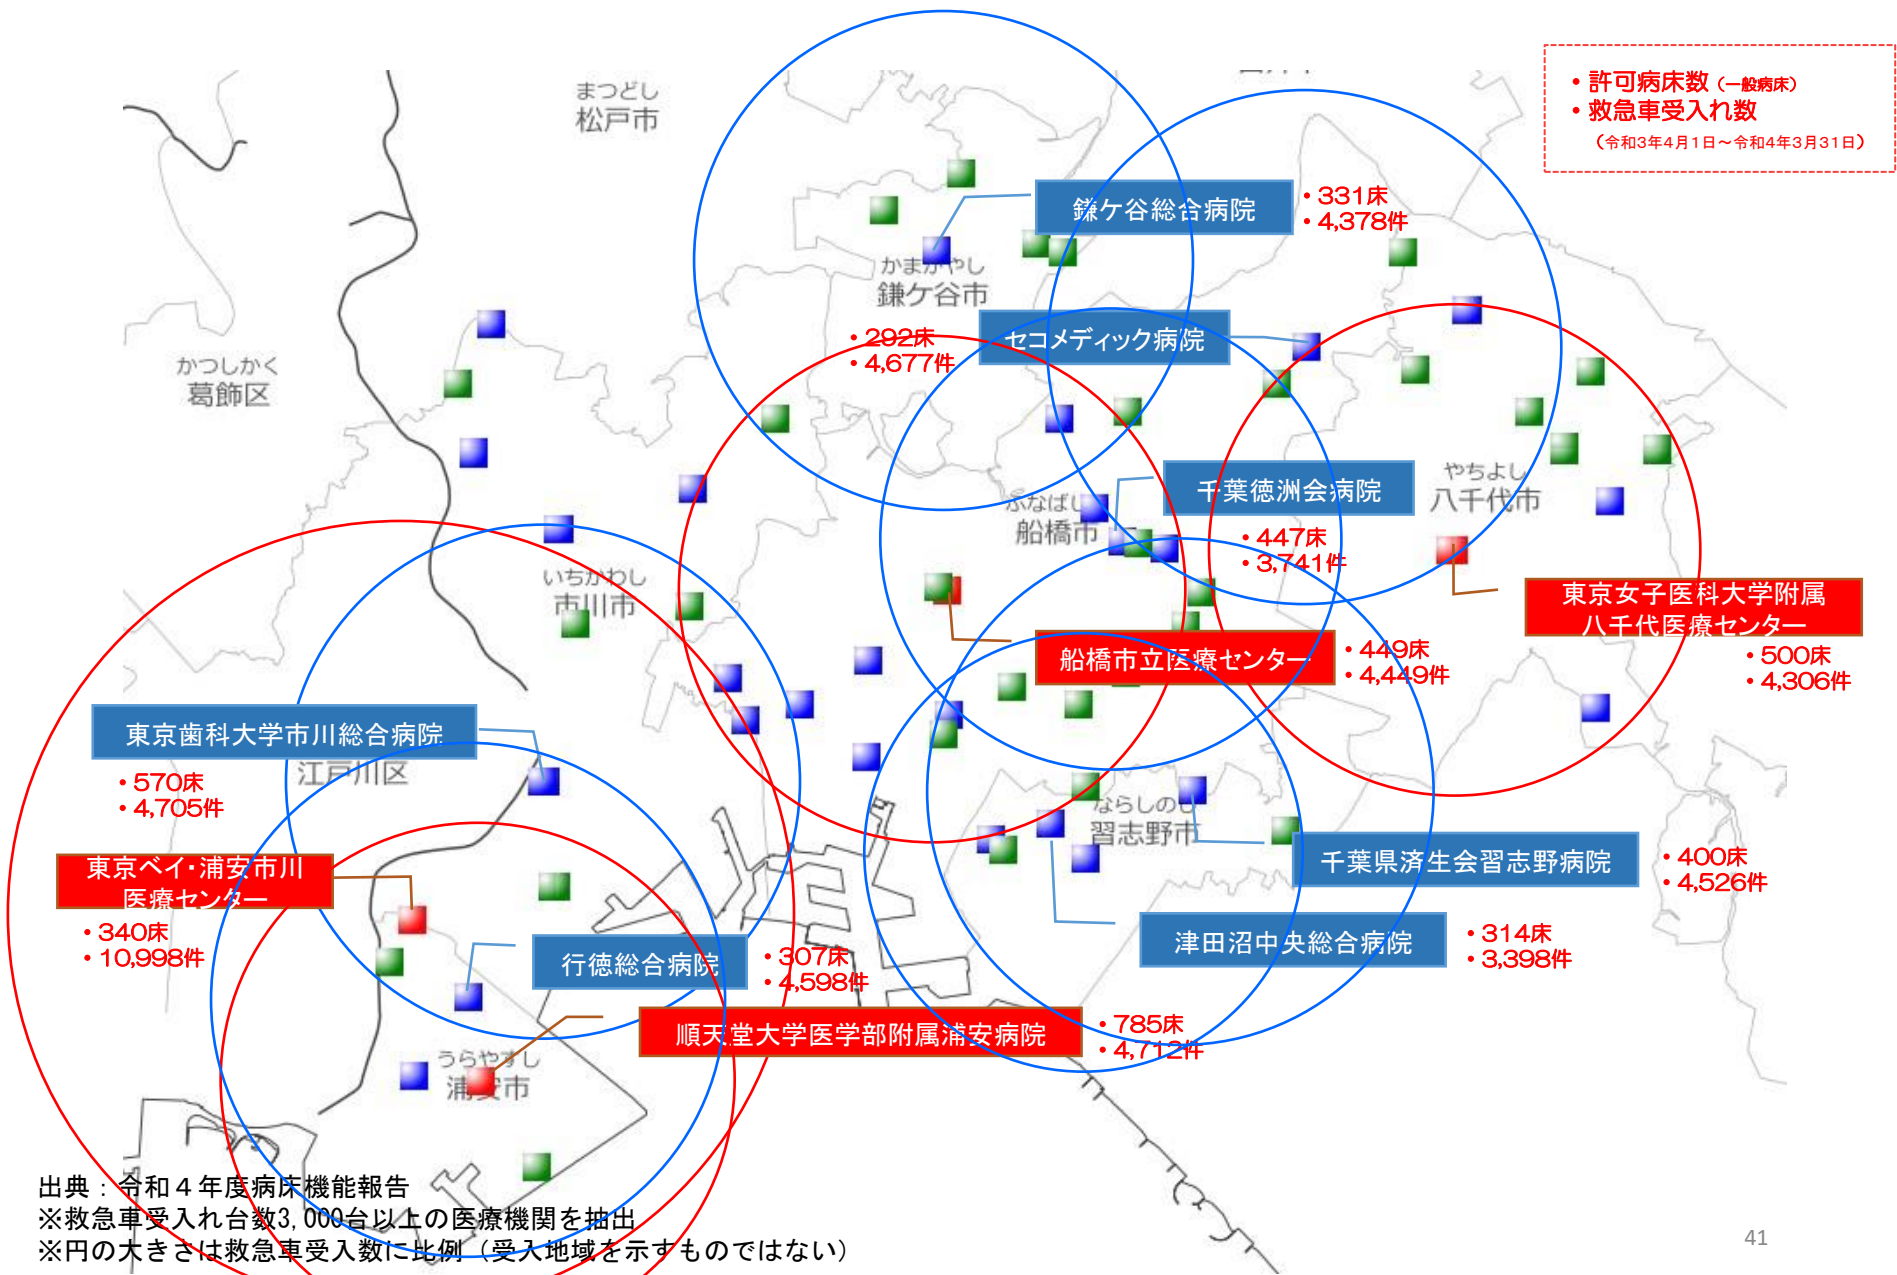 ・許可病床数（一般病床）
・救急車受入れ数
（令和3年4月1日～令和4年3月31日）
まつどし
松戸市
鎌ケ谷総合病院
・331床
・4,378件
かまがやし
鎌ケ谷市
・292床
・4,677件
セコメディック病院
かつしかく
葛飾区
千葉徳洲会病院
・447床
・3,741件
ふなばし
船橋市
やちよし
八千代市
いちかわし
市川市
東京女子医科大学附属
八千代医療センター
・500床
・4,306件
船橋市立医療センター
・449床
・4,449件
東京歯科大学市川総合病院
・570床
・4,705件
江戸川区
ならしのし
習志野市
千葉県済生会習志野病院
・400床
・4,526件
東京ベイ・浦安市川
医療センター
・340床
・10,998件
行徳総合病院
・307床
・4,598件
津田沼中央総合病院
・314床
・3,398件
順天堂大学医学部附属浦安病院
・785床
・4,712件
うらやすし
浦安市
出典：令和４年度病床機能報告
※救急車受入れ台数3,000台以上の医療機関を抽出
※円の大きさは救急車受入数に比例（受入地域を示すものではない）
41